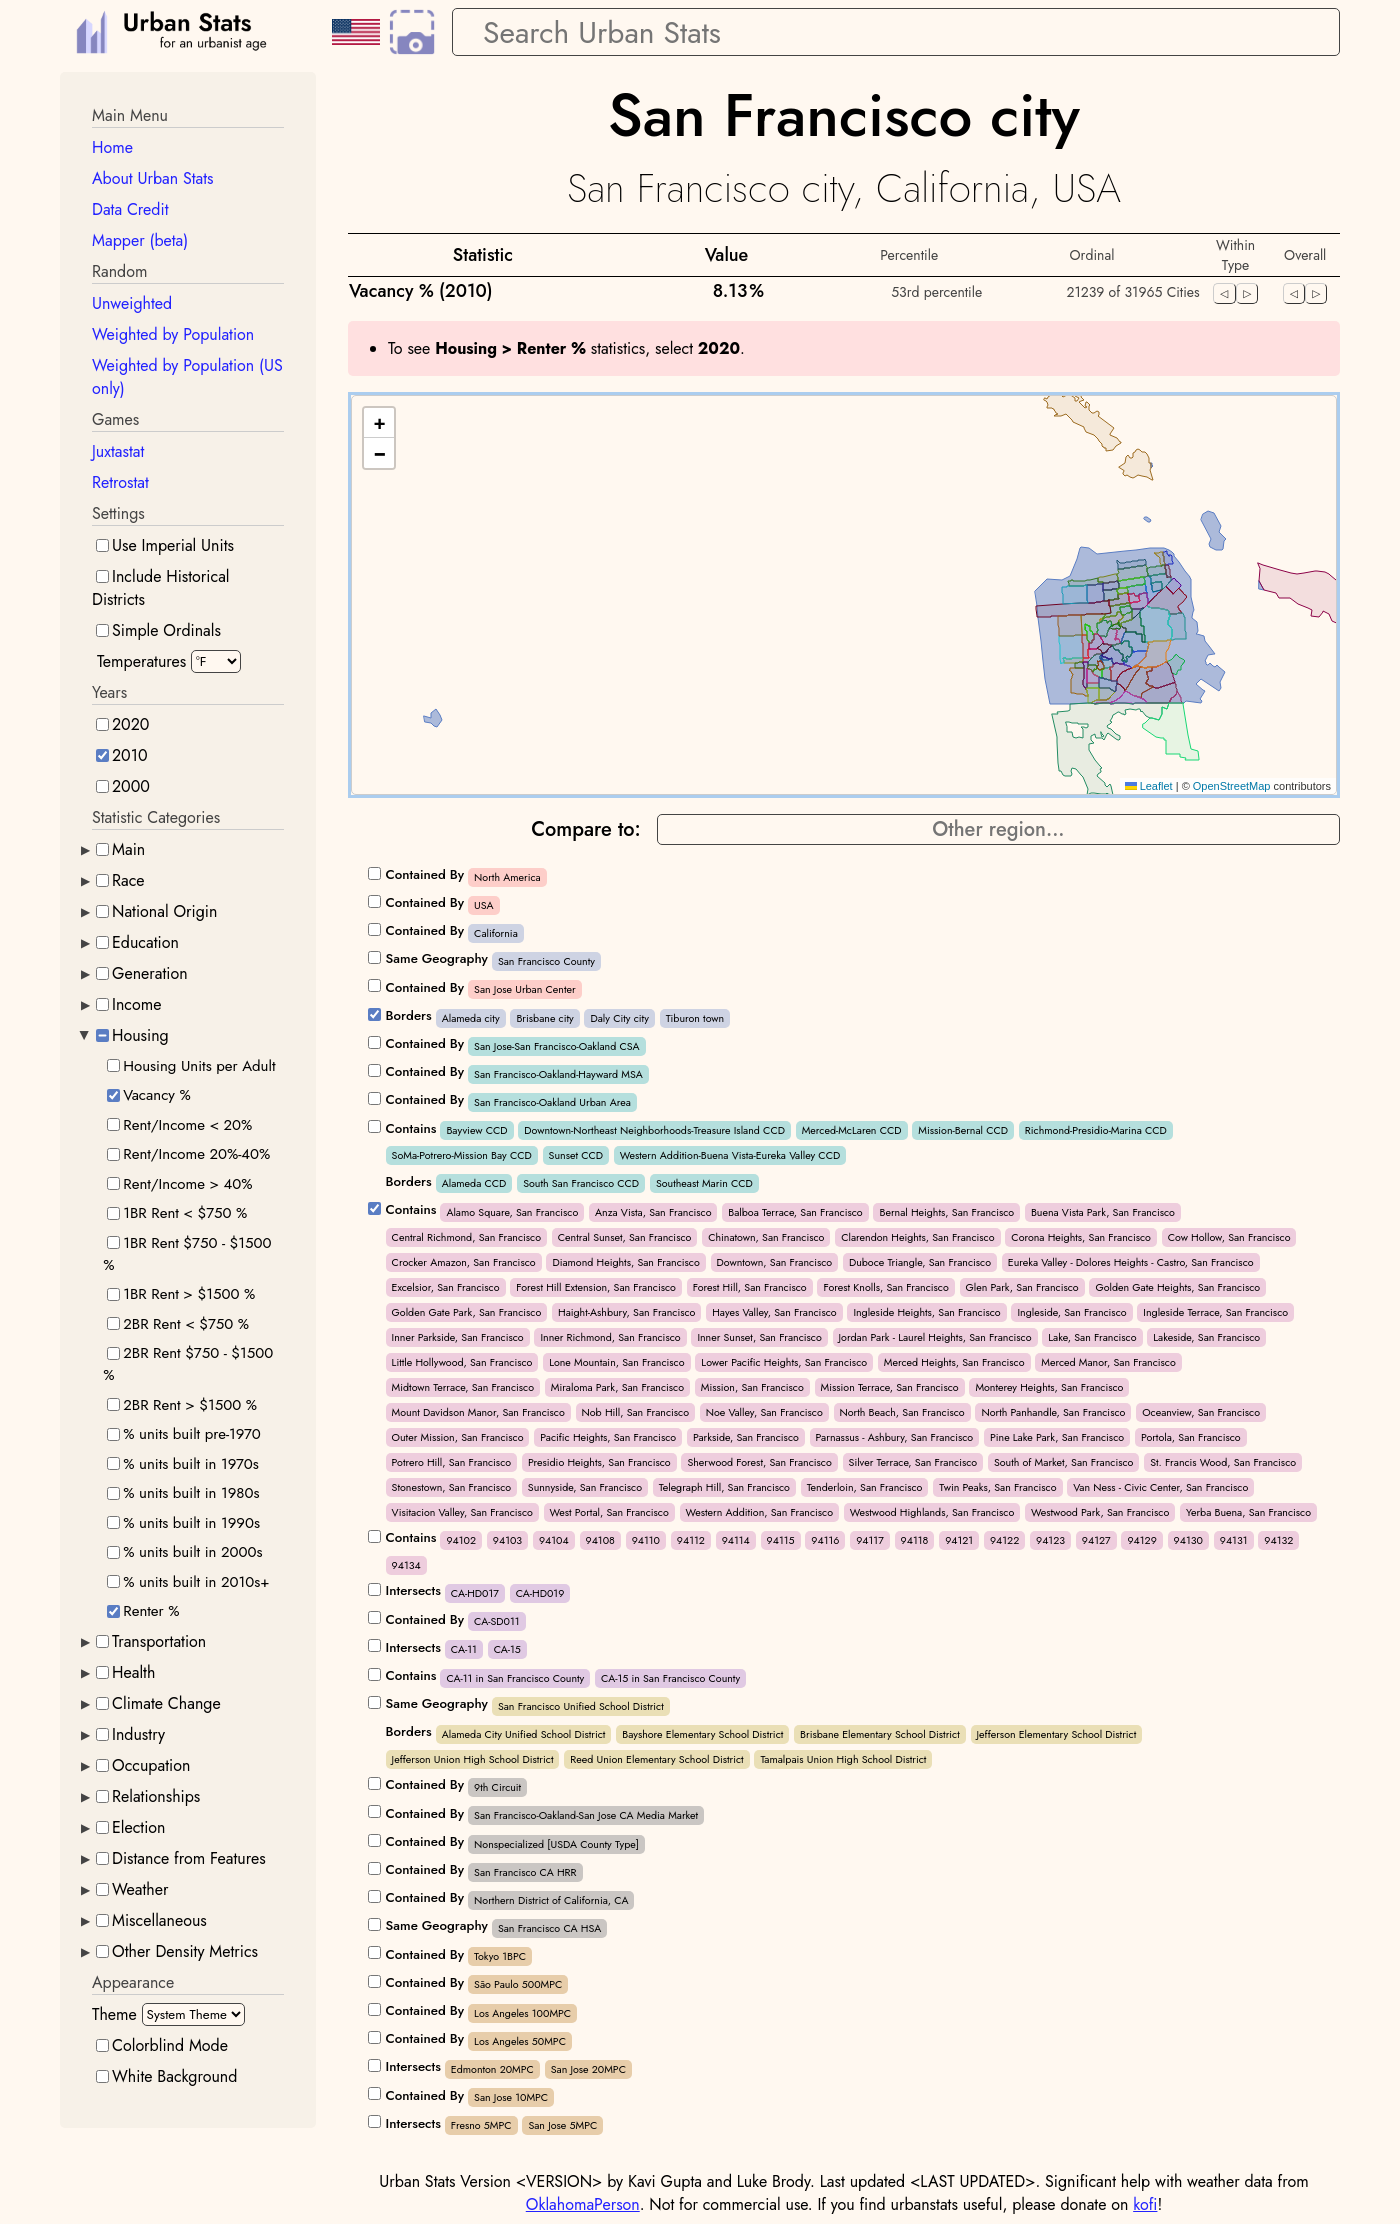 Urban Stats
for an urbanist age
Search Urban Stats
Main Menu
Home
About Urban Stats
Data Credit
Mapper (beta)
Random
Unweighted
Weighted by Population
Weighted by Population (US
only)
Games
Juxtastat
Retrostat
Settings
Use Imperial Units
Include Historical
Districts
Simple Ordinals
Temperatures °F
Years
2020
2010
2000
Statistic Categories
Main
Race
National Origin
Education
Generation
Income
Housing
Housing Units per Adult
Vacancy %
Rent/Income < 20%
Rent/Income 20%-40%
Rent/Income > 40%
1BR Rent < $750 %
1BR Rent $750 - $1500
%
1BR Rent > $1500 %
2BR Rent < $750 %
2BR Rent $750 - $1500
%
2BR Rent > $1500 %
% units built pre-1970
% units built in 1970s
% units built in 1980s
% units built in 1990s
% units built in 2000s
% units built in 2010s+
Renter %
Transportation
Health
Climate Change
Industry
Occupation
Relationships
Election
Distance from Features
Weather
Miscellaneous
Other Density Metrics
Appearance
Theme System Theme
Colorblind Mode
White Background
San Francisco city
San Francisco city, California, USA
Statistic Value Percentile Ordinal Within Type Overall
Vacancy % (2010) 8.13% 53rd percentile 21239 of 31965 Cities
To see Housing > Renter % statistics, select 2020.
+
−
Leaflet | © OpenStreetMap contributors
Compare to: Other region...
Contained By North America
Contained By USA
Contained By California
Same Geography San Francisco County
Contained By San Jose Urban Center
Borders Alameda city Brisbane city Daly City city Tiburon town
Contained By San Jose-San Francisco-Oakland CSA
Contained By San Francisco-Oakland-Hayward MSA
Contained By San Francisco-Oakland Urban Area
Contains Bayview CCD Downtown-Northeast Neighborhoods-Treasure Island CCD Merced-McLaren CCD Mission-Bernal CCD Richmond-Presidio-Marina CCD
SoMa-Potrero-Mission Bay CCD Sunset CCD Western Addition-Buena Vista-Eureka Valley CCD
Borders Alameda CCD South San Francisco CCD Southeast Marin CCD
Contains Alamo Square, San Francisco Anza Vista, San Francisco Balboa Terrace, San Francisco Bernal Heights, San Francisco Buena Vista Park, San Francisco
Central Richmond, San Francisco Central Sunset, San Francisco Chinatown, San Francisco Clarendon Heights, San Francisco Corona Heights, San Francisco Cow Hollow, San Francisco
Crocker Amazon, San Francisco Diamond Heights, San Francisco Downtown, San Francisco Duboce Triangle, San Francisco Eureka Valley - Dolores Heights - Castro, San Francisco
Excelsior, San Francisco Forest Hill Extension, San Francisco Forest Hill, San Francisco Forest Knolls, San Francisco Glen Park, San Francisco Golden Gate Heights, San Francisco
Golden Gate Park, San Francisco Haight-Ashbury, San Francisco Hayes Valley, San Francisco Ingleside Heights, San Francisco Ingleside, San Francisco Ingleside Terrace, San Francisco
Inner Parkside, San Francisco Inner Richmond, San Francisco Inner Sunset, San Francisco Jordan Park - Laurel Heights, San Francisco Lake, San Francisco Lakeside, San Francisco
Little Hollywood, San Francisco Lone Mountain, San Francisco Lower Pacific Heights, San Francisco Merced Heights, San Francisco Merced Manor, San Francisco
Midtown Terrace, San Francisco Miraloma Park, San Francisco Mission, San Francisco Mission Terrace, San Francisco Monterey Heights, San Francisco
Mount Davidson Manor, San Francisco Nob Hill, San Francisco Noe Valley, San Francisco North Beach, San Francisco North Panhandle, San Francisco Oceanview, San Francisco
Outer Mission, San Francisco Pacific Heights, San Francisco Parkside, San Francisco Parnassus - Ashbury, San Francisco Pine Lake Park, San Francisco Portola, San Francisco
Potrero Hill, San Francisco Presidio Heights, San Francisco Sherwood Forest, San Francisco Silver Terrace, San Francisco South of Market, San Francisco St. Francis Wood, San Francisco
Stonestown, San Francisco Sunnyside, San Francisco Telegraph Hill, San Francisco Tenderloin, San Francisco Twin Peaks, San Francisco Van Ness - Civic Center, San Francisco
Visitacion Valley, San Francisco West Portal, San Francisco Western Addition, San Francisco Westwood Highlands, San Francisco Westwood Park, San Francisco Yerba Buena, San Francisco
Contains 94102 94103 94104 94108 94110 94112 94114 94115 94116 94117 94118 94121 94122 94123 94127 94129 94130 94131 94132
94134
Intersects CA-HD017 CA-HD019
Contained By CA-SD011
Intersects CA-11 CA-15
Contains CA-11 in San Francisco County CA-15 in San Francisco County
Same Geography San Francisco Unified School District
Borders Alameda City Unified School District Bayshore Elementary School District Brisbane Elementary School District Jefferson Elementary School District
Jefferson Union High School District Reed Union Elementary School District Tamalpais Union High School District
Contained By 9th Circuit
Contained By San Francisco-Oakland-San Jose CA Media Market
Contained By Nonspecialized [USDA County Type]
Contained By San Francisco CA HRR
Contained By Northern District of California, CA
Same Geography San Francisco CA HSA
Contained By Tokyo 1BPC
Contained By São Paulo 500MPC
Contained By Los Angeles 100MPC
Contained By Los Angeles 50MPC
Intersects Edmonton 20MPC San Jose 20MPC
Contained By San Jose 10MPC
Intersects Fresno 5MPC San Jose 5MPC
Urban Stats Version <VERSION> by Kavi Gupta and Luke Brody. Last updated <LAST UPDATED>. Significant help with weather data from
OklahomaPerson. Not for commercial use. If you find urbanstats useful, please donate on kofi!